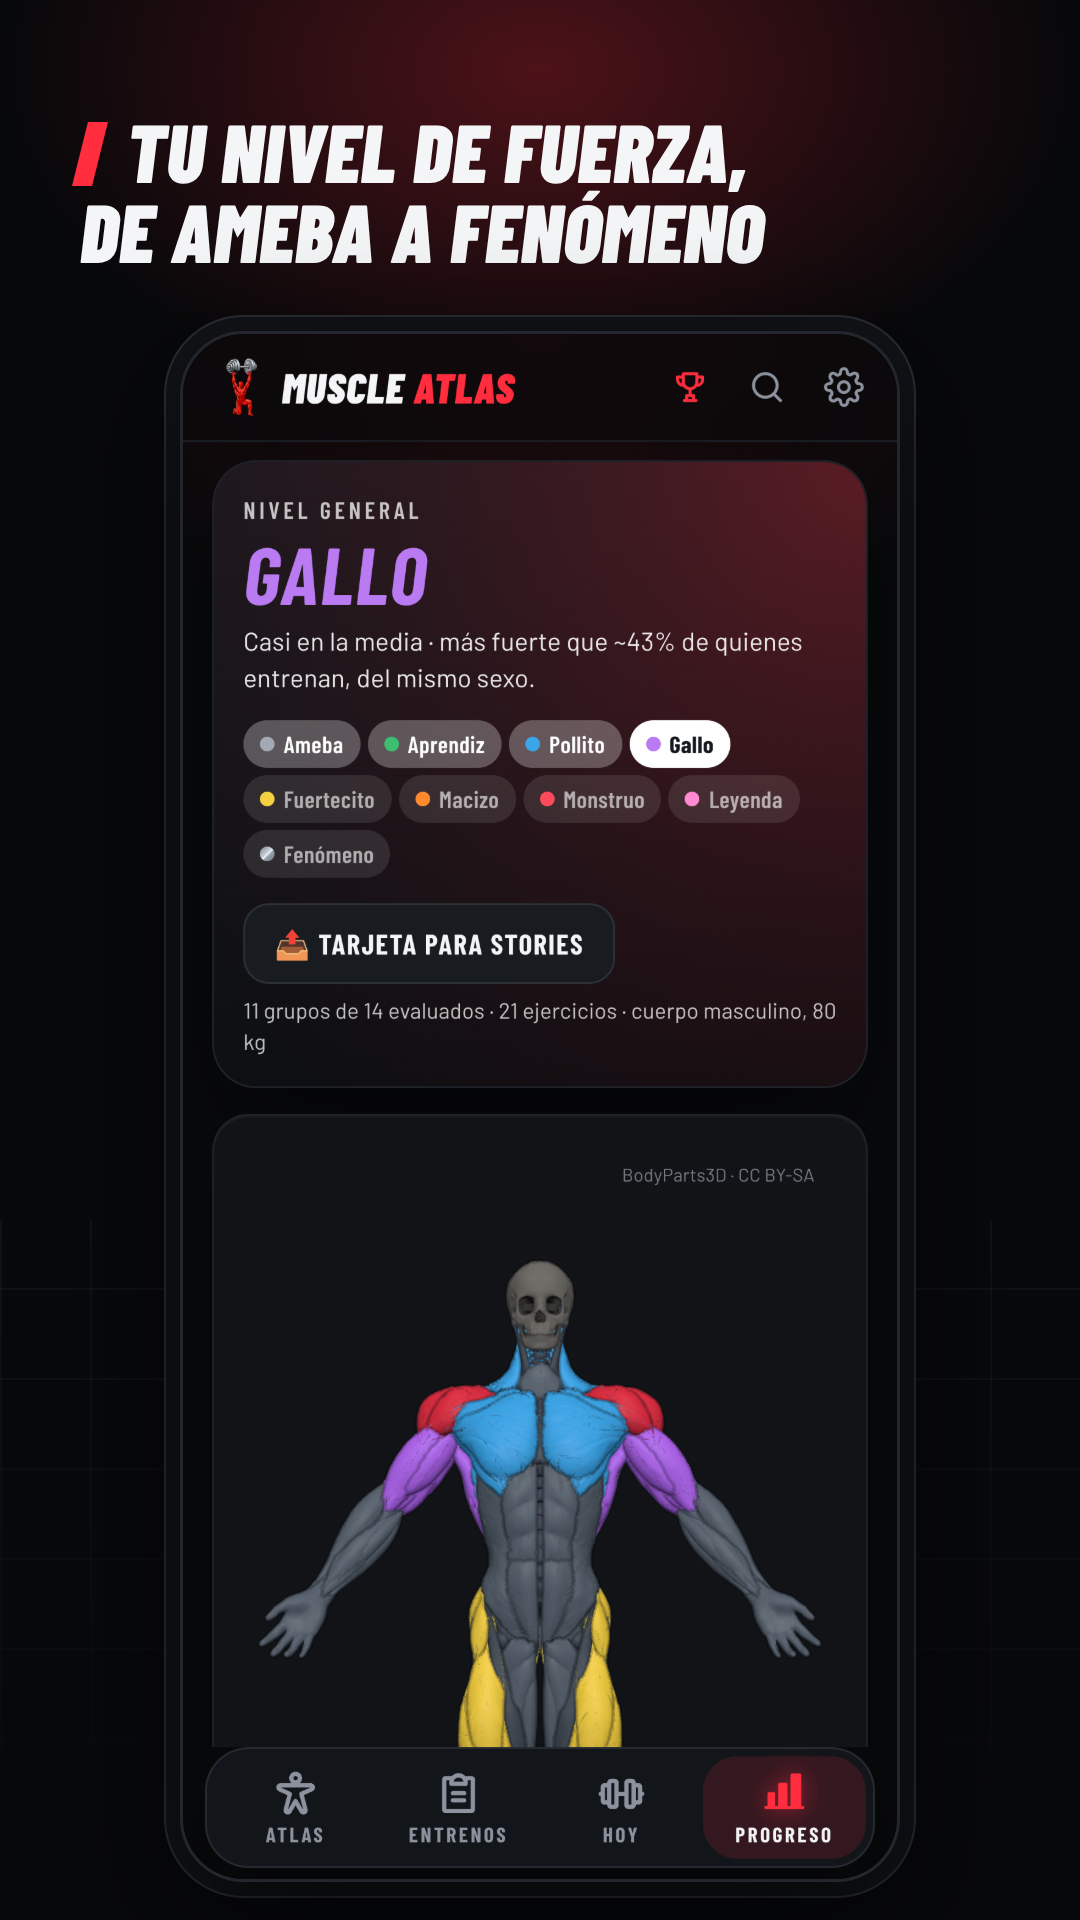 TU NIVEL DE FUERZA,
DE AMEBA A FENÓMENO
MUSCLE ATLAS
NIVEL GENERAL
GALLO
Casi en la media · más fuerte que ~43% de quienes
entrenan, del mismo sexo.
Ameba Aprendiz Pollito Gallo
Fuertecito Macizo Monstruo Leyenda
Fenómeno
TARJETA PARA STORIES
11 grupos de 14 evaluados · 21 ejercicios · cuerpo masculino, 80
kg
BodyParts3D · CC BY-SA
ATLAS ENTRENOS HOY PROGRESO